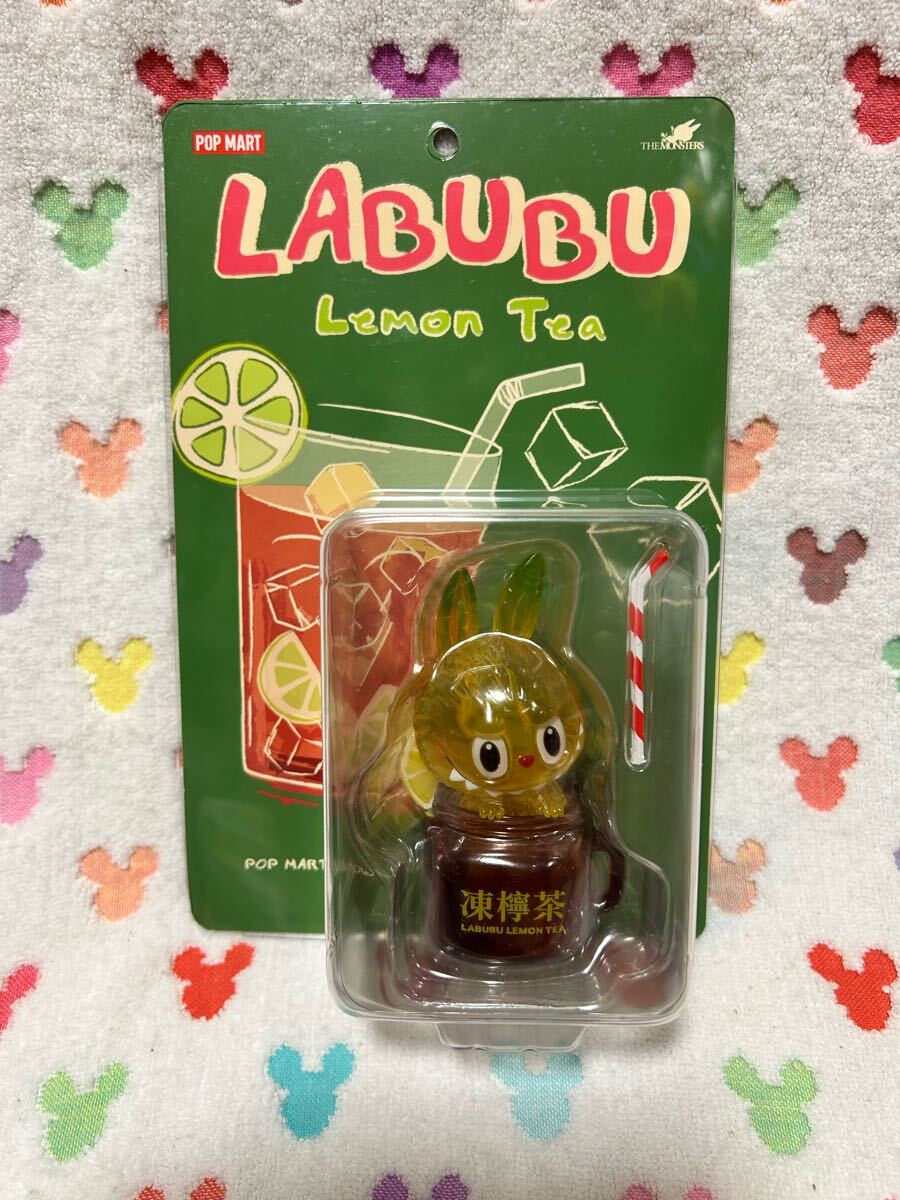 POP MART
THE MONSTERS
LABUBU
Lemon Tea
凍檸茶
LABUBU LEMON TEA
POP MART